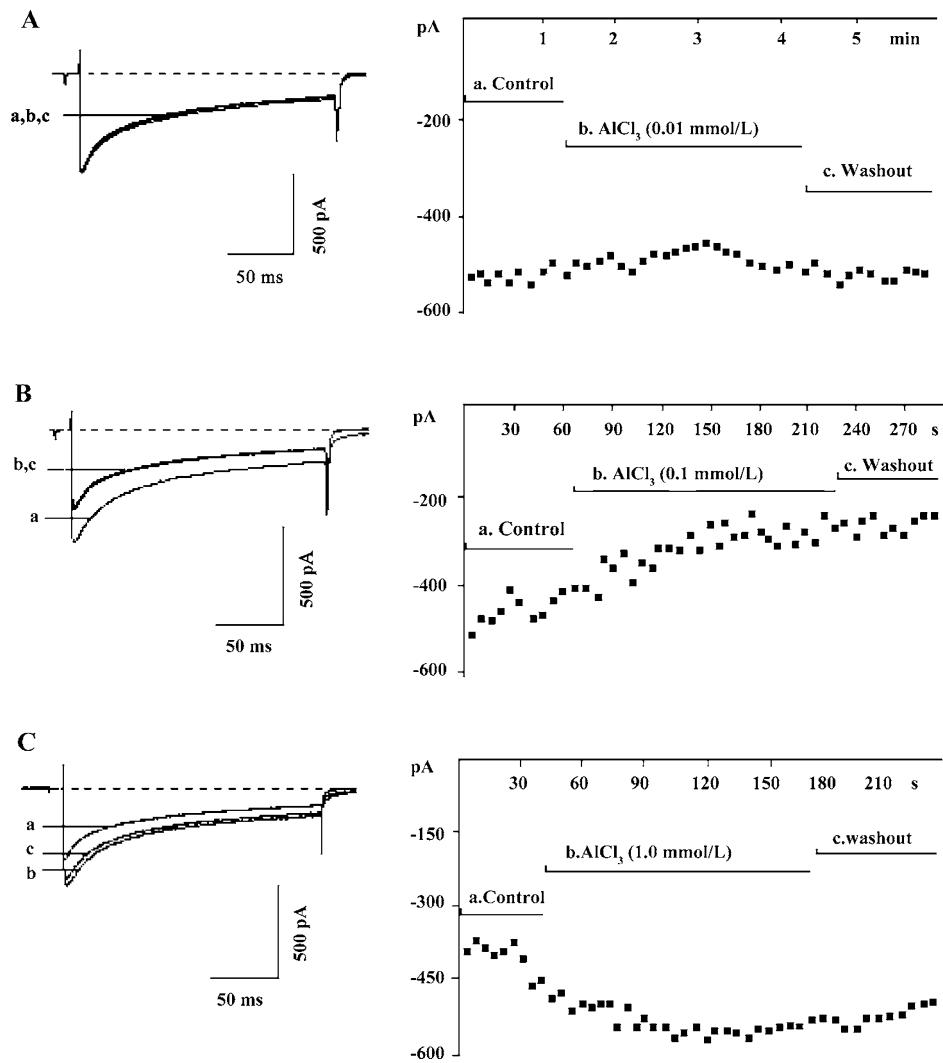 A
a,b,c
500 pA
50 ms
pA
1 2 3 4 5 min
a. Control
b. AlCl3 (0.01 mmol/L)
c. Washout
-200
-400
-600
B
b,c
a
500 pA
50 ms
pA
30 60 90 120 150 180 210 240 270 s
b. AlCl3 (0.1 mmol/L)
c. Washout
a. Control
-200
-400
-600
C
a
c
b
500 pA
50 ms
pA
30 60 90 120 150 180 210 s
-150
b.AlCl3 (1.0 mmol/L)
c.washout
a.Control
-300
-450
-600